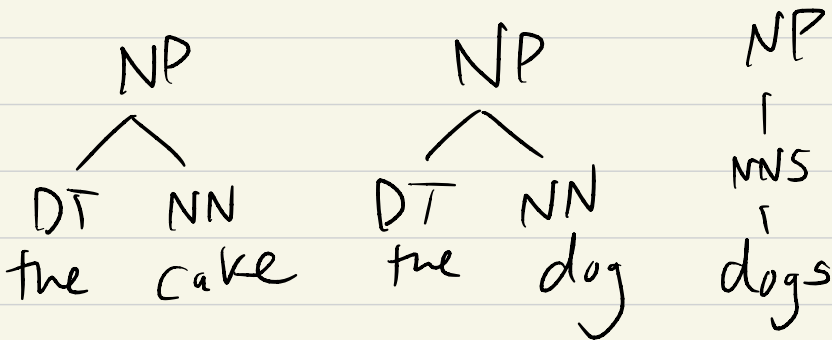 NP NP NP
DT NN DT NN NNS
the cake the dog dogs